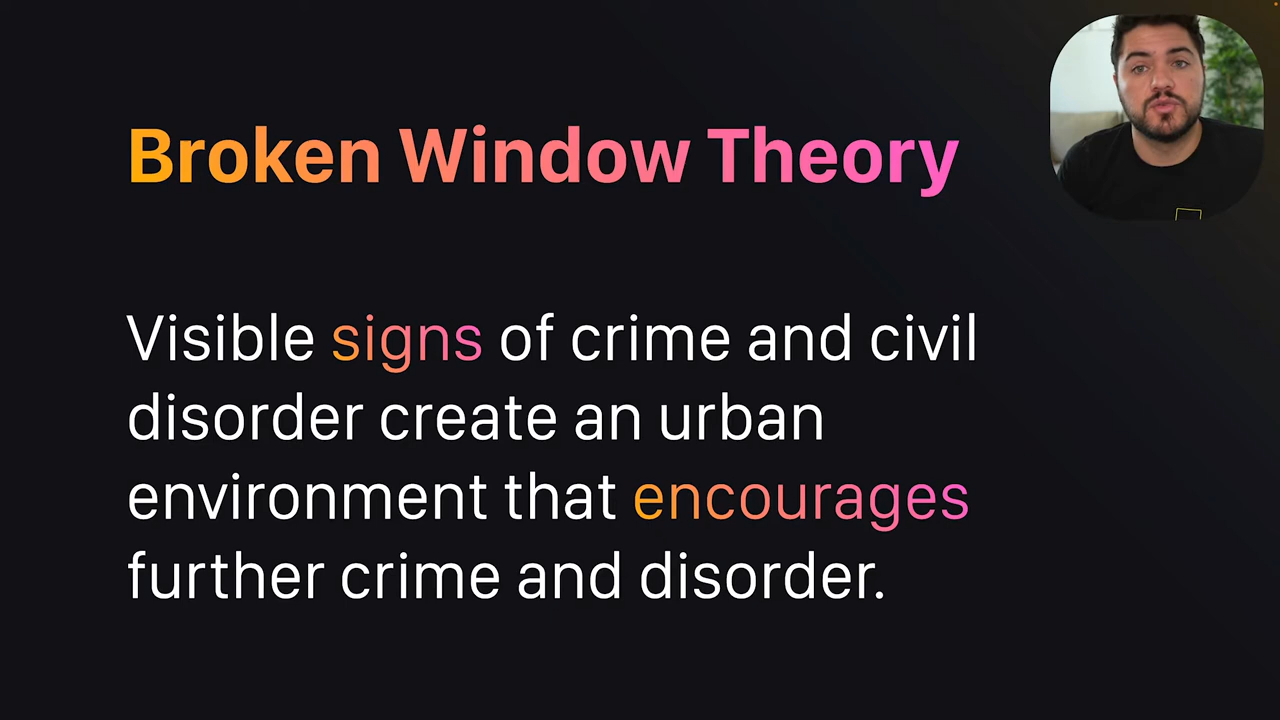 Broken Window Theory
Visible signs of crime and civil
disorder create an urban
environment that encourages
further crime and disorder.